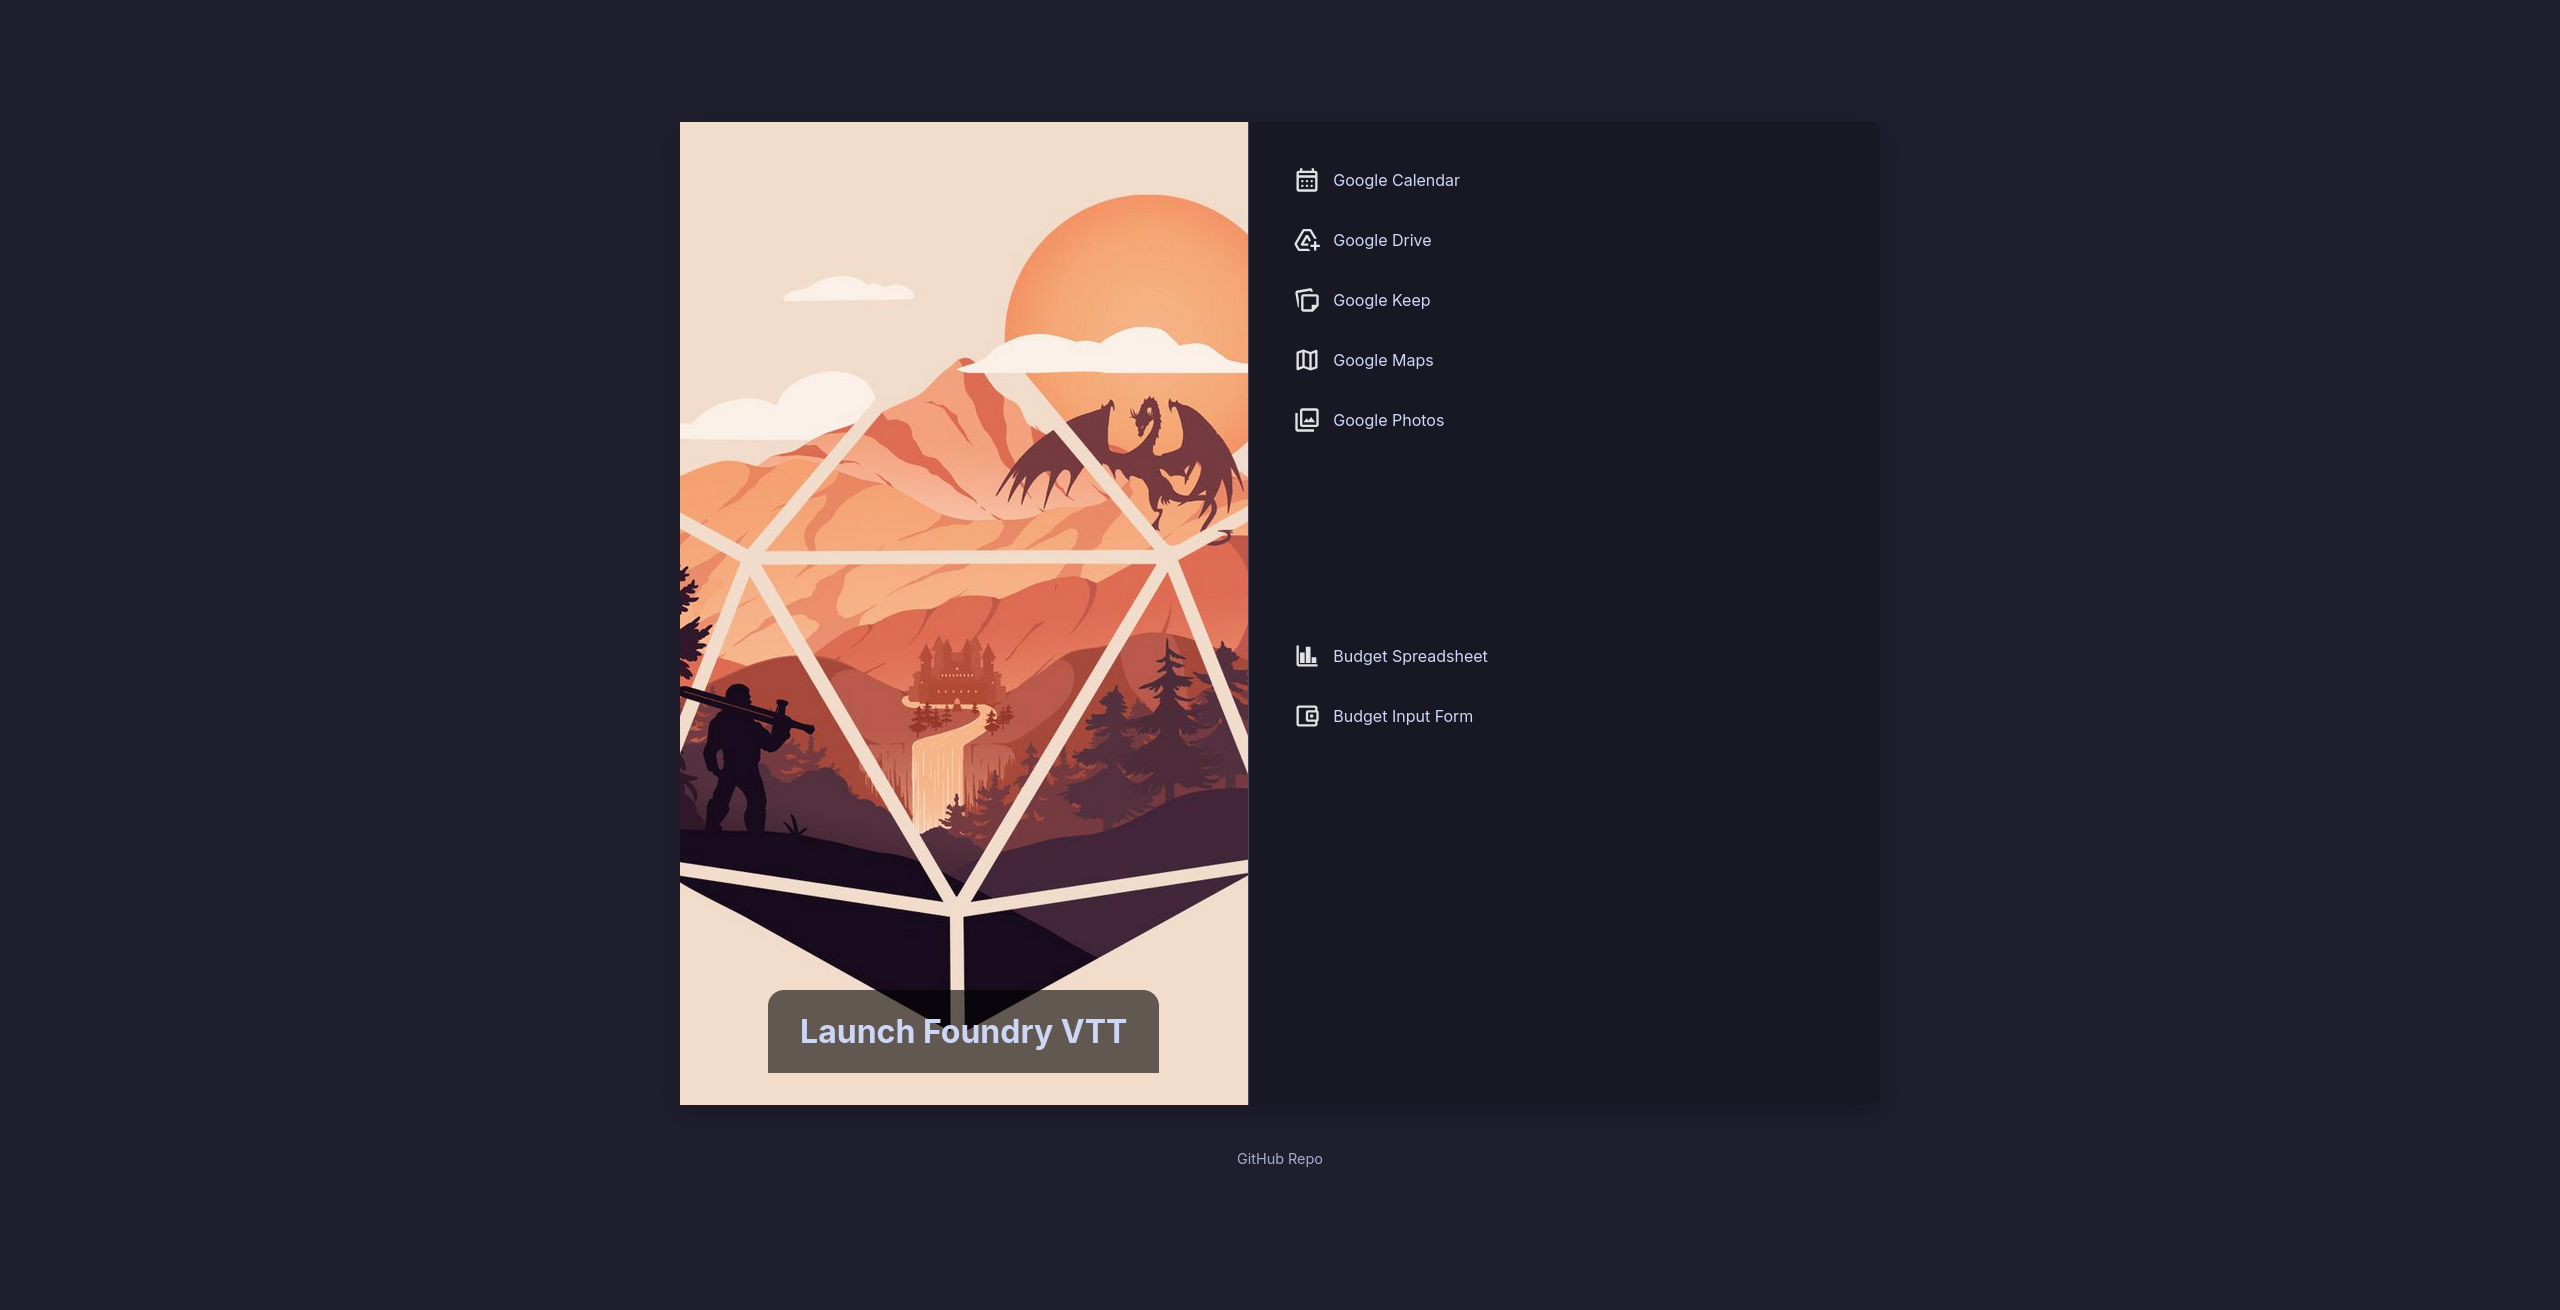 Google Calendar
Google Drive
Google Keep
Google Maps
Google Photos
Budget Spreadsheet
Budget Input Form
Launch Foundry VTT
GitHub Repo